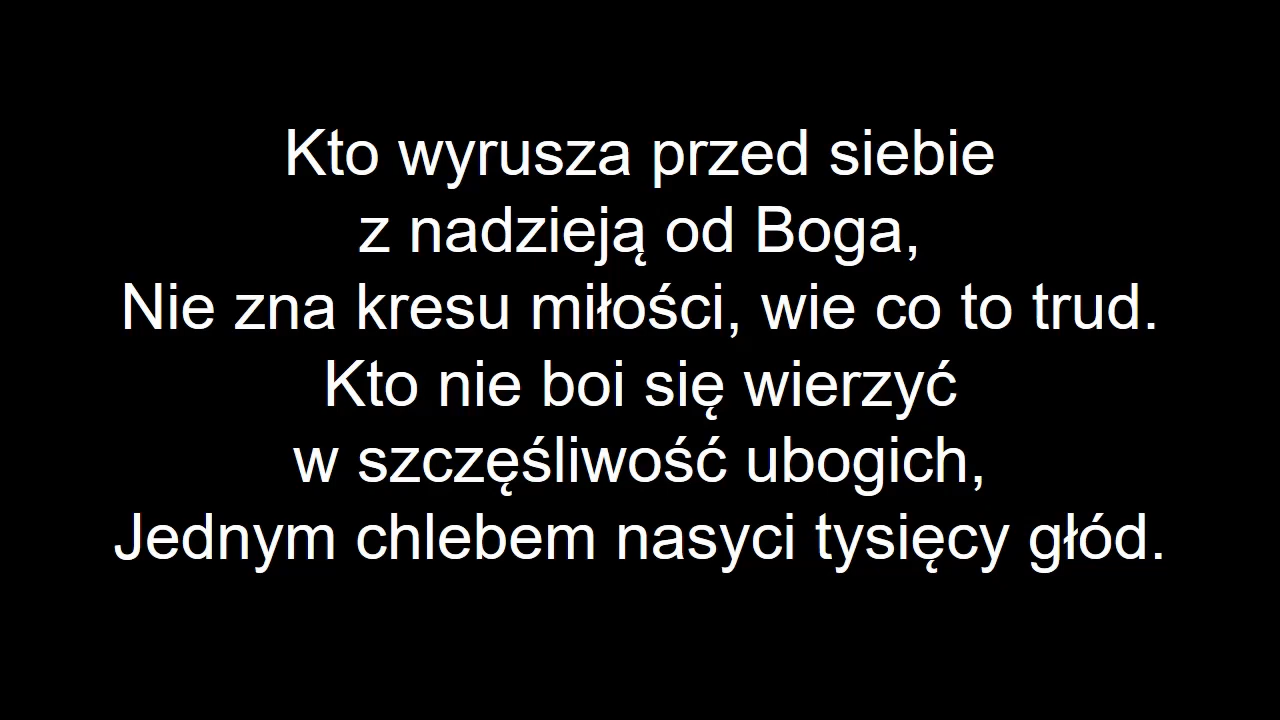 Kto wyrusza przed siebie
z nadzieją od Boga,
Nie zna kresu miłości, wie co to trud.
Kto nie boi się wierzyć
w szczęśliwość ubogich,
Jednym chlebem nasyci tysięcy głód.